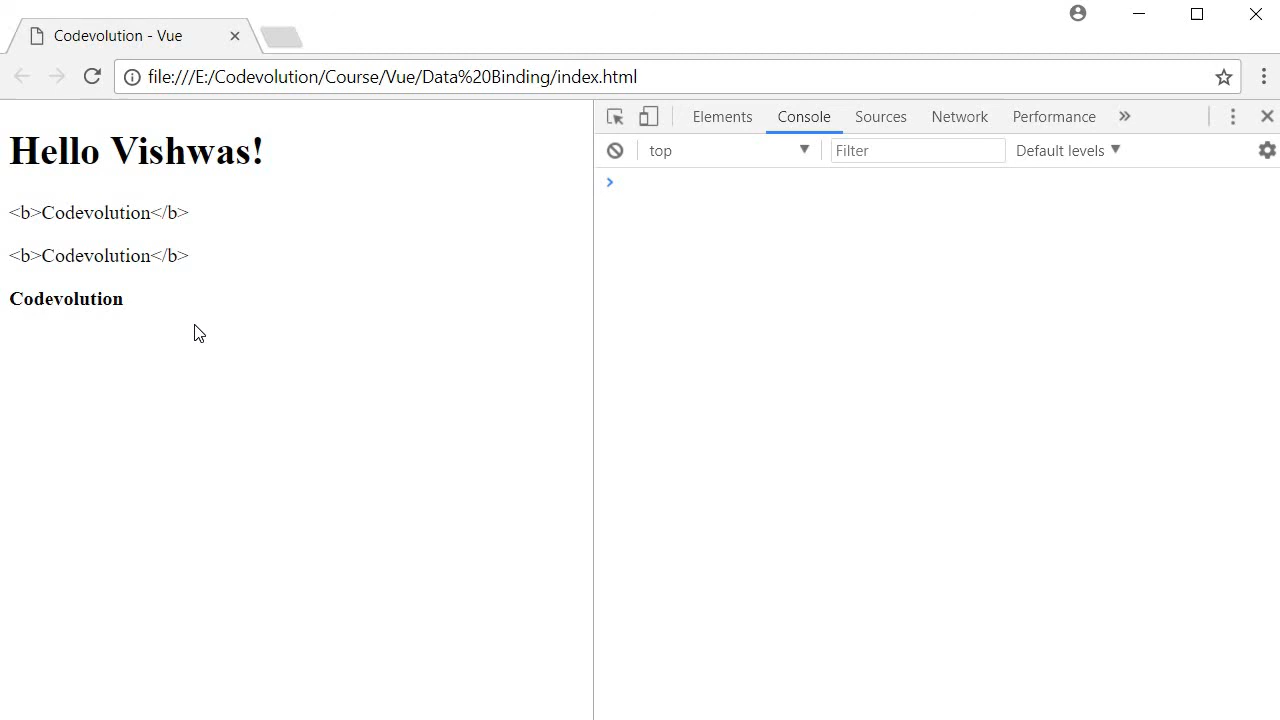 Codevolution - Vue
file:///E:/Codevolution/Course/Vue/Data%20Binding/index.html
Elements Console Sources Network Performance »
top Filter Default levels
Hello Vishwas!
<b>Codevolution</b>
<b>Codevolution</b>
Codevolution